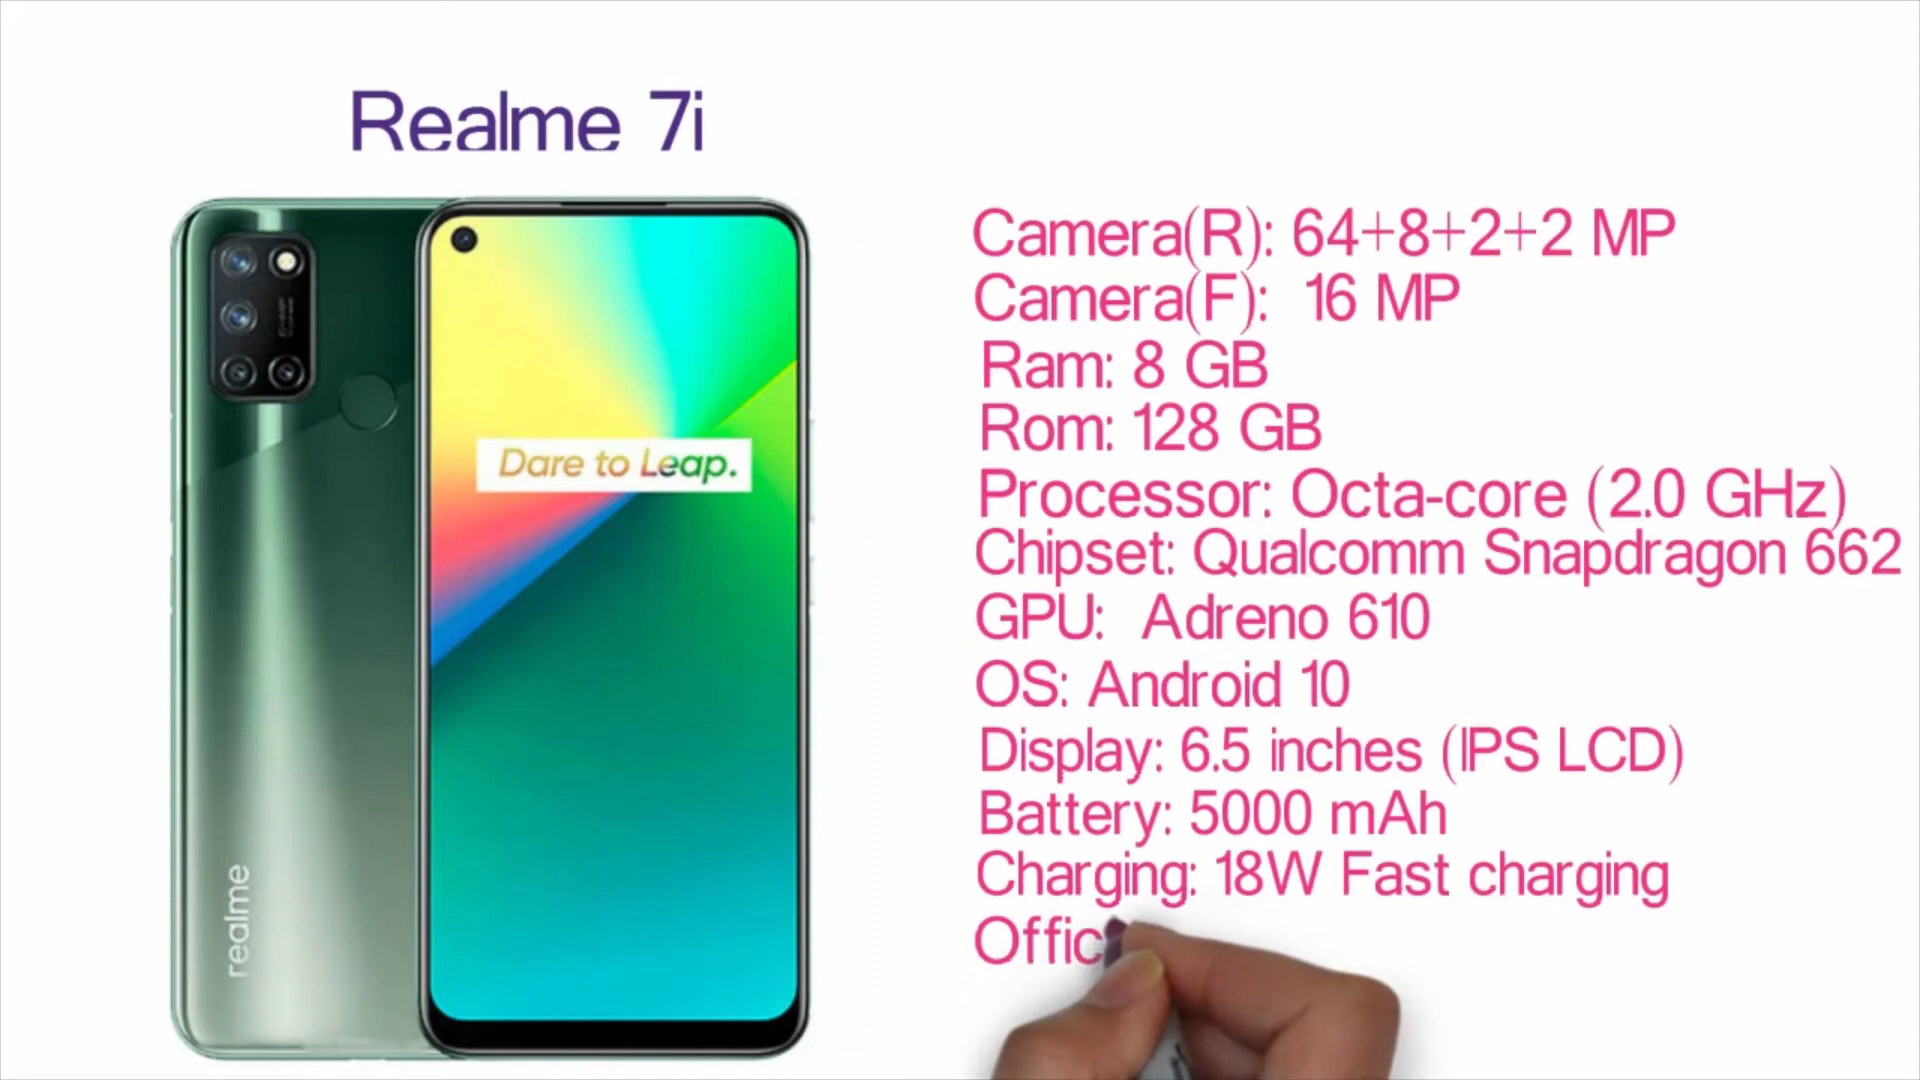 Realme 7i
Dare to Leap.
realme
Camera(R): 64+8+2+2 MP
Camera(F): 16 MP
Ram: 8 GB
Rom: 128 GB
Processor: Octa-core (2.0 GHz)
Chipset: Qualcomm Snapdragon 662
GPU: Adreno 610
OS: Android 10
Display: 6.5 inches (IPS LCD)
Battery: 5000 mAh
Charging: 18W Fast charging
Offic